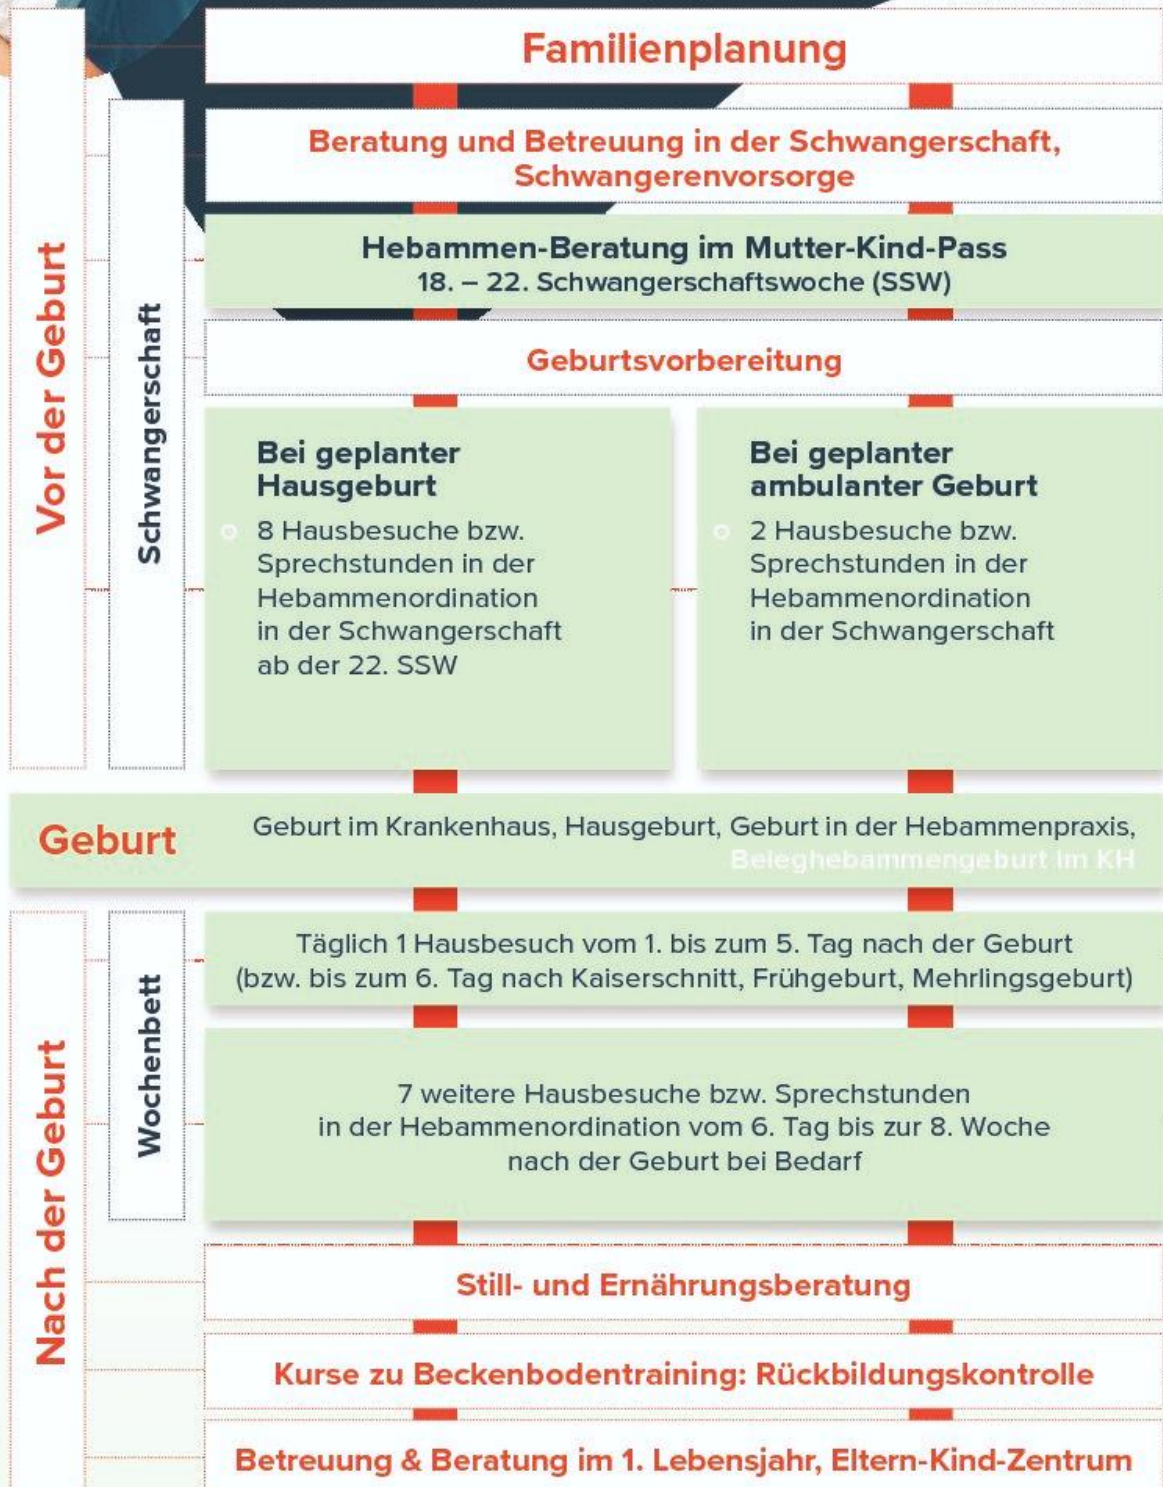 Familienplanung
Vor der Geburt
Schwangerschaft
Beratung und Betreuung in der Schwangerschaft,
Schwangerenvorsorge
Hebammen-Beratung im Mutter-Kind-Pass
18. – 22. Schwangerschaftswoche (SSW)
Geburtsvorbereitung
Bei geplanter
Hausgeburt
8 Hausbesuche bzw.
Sprechstunden in der
Hebammenordination
in der Schwangerschaft
ab der 22. SSW
Bei geplanter
ambulanter Geburt
2 Hausbesuche bzw.
Sprechstunden in der
Hebammenordination
in der Schwangerschaft
Geburt
Geburt im Krankenhaus, Hausgeburt, Geburt in der Hebammenpraxis,
Beleghebammengeburt im KH
Nach der Geburt
Wochenbett
Täglich 1 Hausbesuch vom 1. bis zum 5. Tag nach der Geburt
(bzw. bis zum 6. Tag nach Kaiserschnitt, Frühgeburt, Mehrlingsgeburt)
7 weitere Hausbesuche bzw. Sprechstunden
in der Hebammenordination vom 6. Tag bis zur 8. Woche
nach der Geburt bei Bedarf
Still- und Ernährungsberatung
Kurse zu Beckenbodentraining: Rückbildungskontrolle
Betreuung & Beratung im 1. Lebensjahr, Eltern-Kind-Zentrum